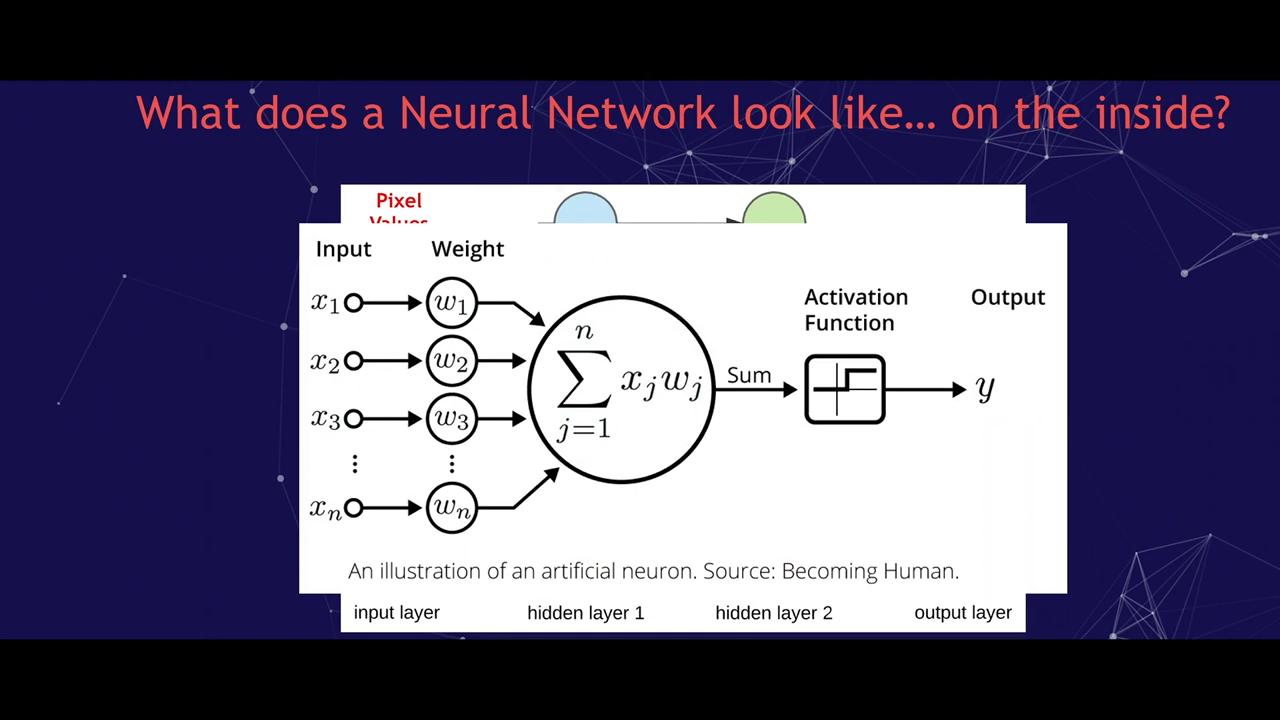 What does a Neural Network look like... on the inside?
Pixel
Values
Input Weight
Activation
Function
Output
x1 w1
x2 w2
x3 w3
⋮ ⋮
xn wn
n
∑ xjwj
j=1
Sum
y
An illustration of an artificial neuron. Source: Becoming Human.
input layer hidden layer 1 hidden layer 2 output layer